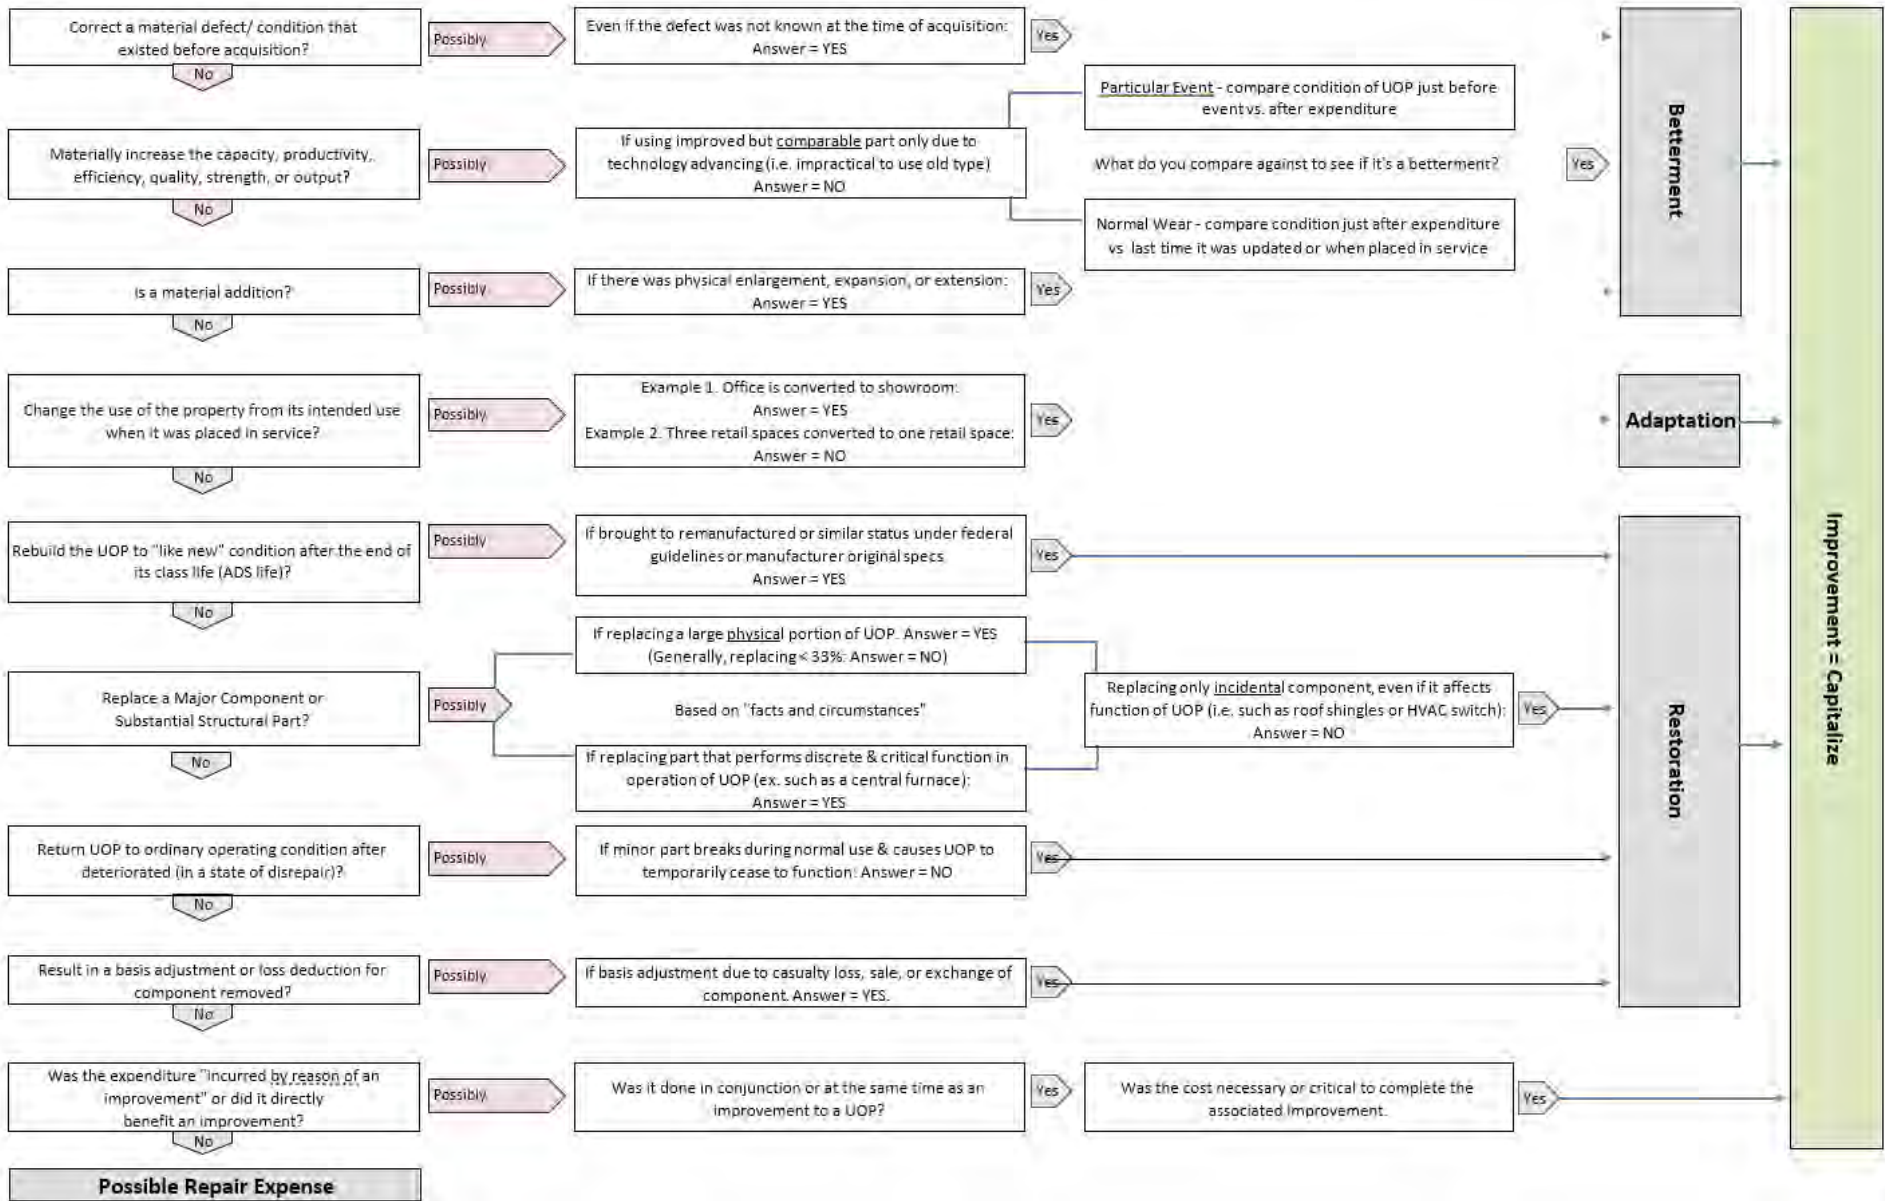 Correct a material defect/ condition that
existed before acquisition?
Possibly
Even if the defect was not known at the time of acquisition:
Answer = YES
Yes
No
Particular Event - compare condition of UOP just before
event vs. after expenditure
Betterment
Materially increase the capacity, productivity,
efficiency, quality, strength, or output?
Possibly
If using improved but comparable part only due to
technology advancing (i.e. impractical to use old type)
Answer = NO
What do you compare against to see if it's a betterment?
Yes
No
Normal Wear - compare condition just after expenditure
vs last time it was updated or when placed in service
Is a material addition?
Possibly
If there was physical enlargement, expansion, or extension:
Answer = YES
Yes
No
Change the use of the property from its intended use
when it was placed in service?
Possibly
Example 1. Office is converted to showroom:
Answer = YES
Example 2. Three retail spaces converted to one retail space:
Answer = NO
Yes
Adaptation
No
Improvement = Capitalize
Rebuild the UOP to "like new" condition after the end of
its class life (ADS life)?
Possibly
If brought to remanufactured or similar status under federal
guidelines or manufacturer original specs
Answer = YES
Yes
No
Replace a Major Component or
Substantial Structural Part?
Possibly
If replacing a large physical portion of UOP. Answer = YES
(Generally, replacing < 33%: Answer = NO)
Based on "facts and circumstances"
If replacing part that performs discrete & critical function in
operation of UOP (ex. such as a central furnace):
Answer = YES
Replacing only incidental component, even if it affects
function of UOP (i.e. such as roof shingles or HVAC switch):
Answer = NO
Yes
Restoration
No
Return UOP to ordinary operating condition after
deteriorated (in a state of disrepair)?
Possibly
If minor part breaks during normal use & causes UOP to
temporarily cease to function: Answer = NO
Yes
No
Result in a basis adjustment or loss deduction for
component removed?
Possibly
If basis adjustment due to casualty loss, sale, or exchange of
component. Answer = YES.
Yes
No
Was the expenditure "incurred by reason of an
improvement" or did it directly
benefit an improvement?
Possibly
Was it done in conjunction or at the same time as an
improvement to a UOP?
Yes
Was the cost necessary or critical to complete the
associated Improvement.
Yes
No
Possible Repair Expense